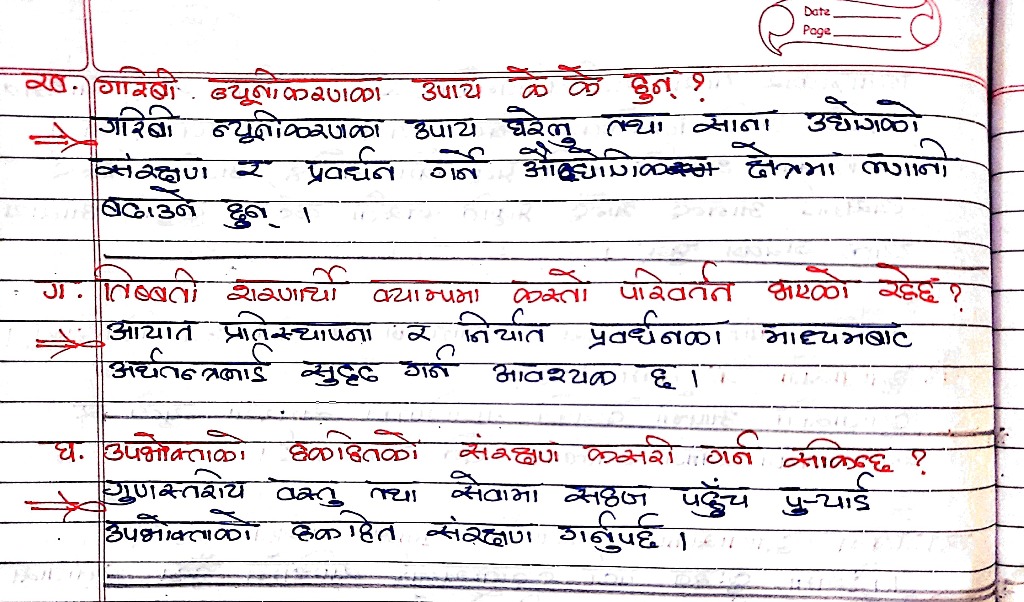 Date
Page
ख. गरिबी न्यूनीकरणका उपाय के के हुन् ?
गरिबी न्यूनीकरणका उपाय घरेलु तथा साना उद्योगको
संरक्षण र प्रवर्धन गर्ने औद्योगिक क्षेत्रमा लगानी
बढाउने हुन् ।
ग. तिब्बती शरणार्थी क्याम्पमा कस्तो परिवर्तन भएको रहेछ ?
आयात प्रतिस्थापना र निर्यात प्रवर्धनका माध्यमबाट
अर्थतन्त्रलाई सुदृढ गर्न आवश्यक छ ।
घ. उपभोक्ताको हकहितको संरक्षण कसरी गर्न सकिन्छ ?
गुणस्तरीय वस्तु तथा सेवामा सहज पहुँच पुऱ्याई
उपभोक्ताको हकहित संरक्षण गर्नुपर्छ ।